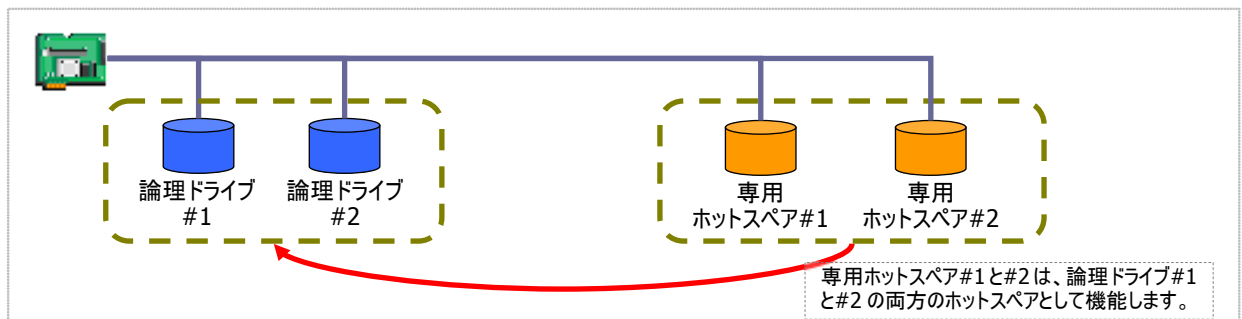 論理ドライブ
#1
論理ドライブ
#2
専用
ホットスペア#1
専用
ホットスペア#2
専用ホットスペア#1と#2は、論理ドライブ#1
と#2の両方のホットスペアとして機能します。